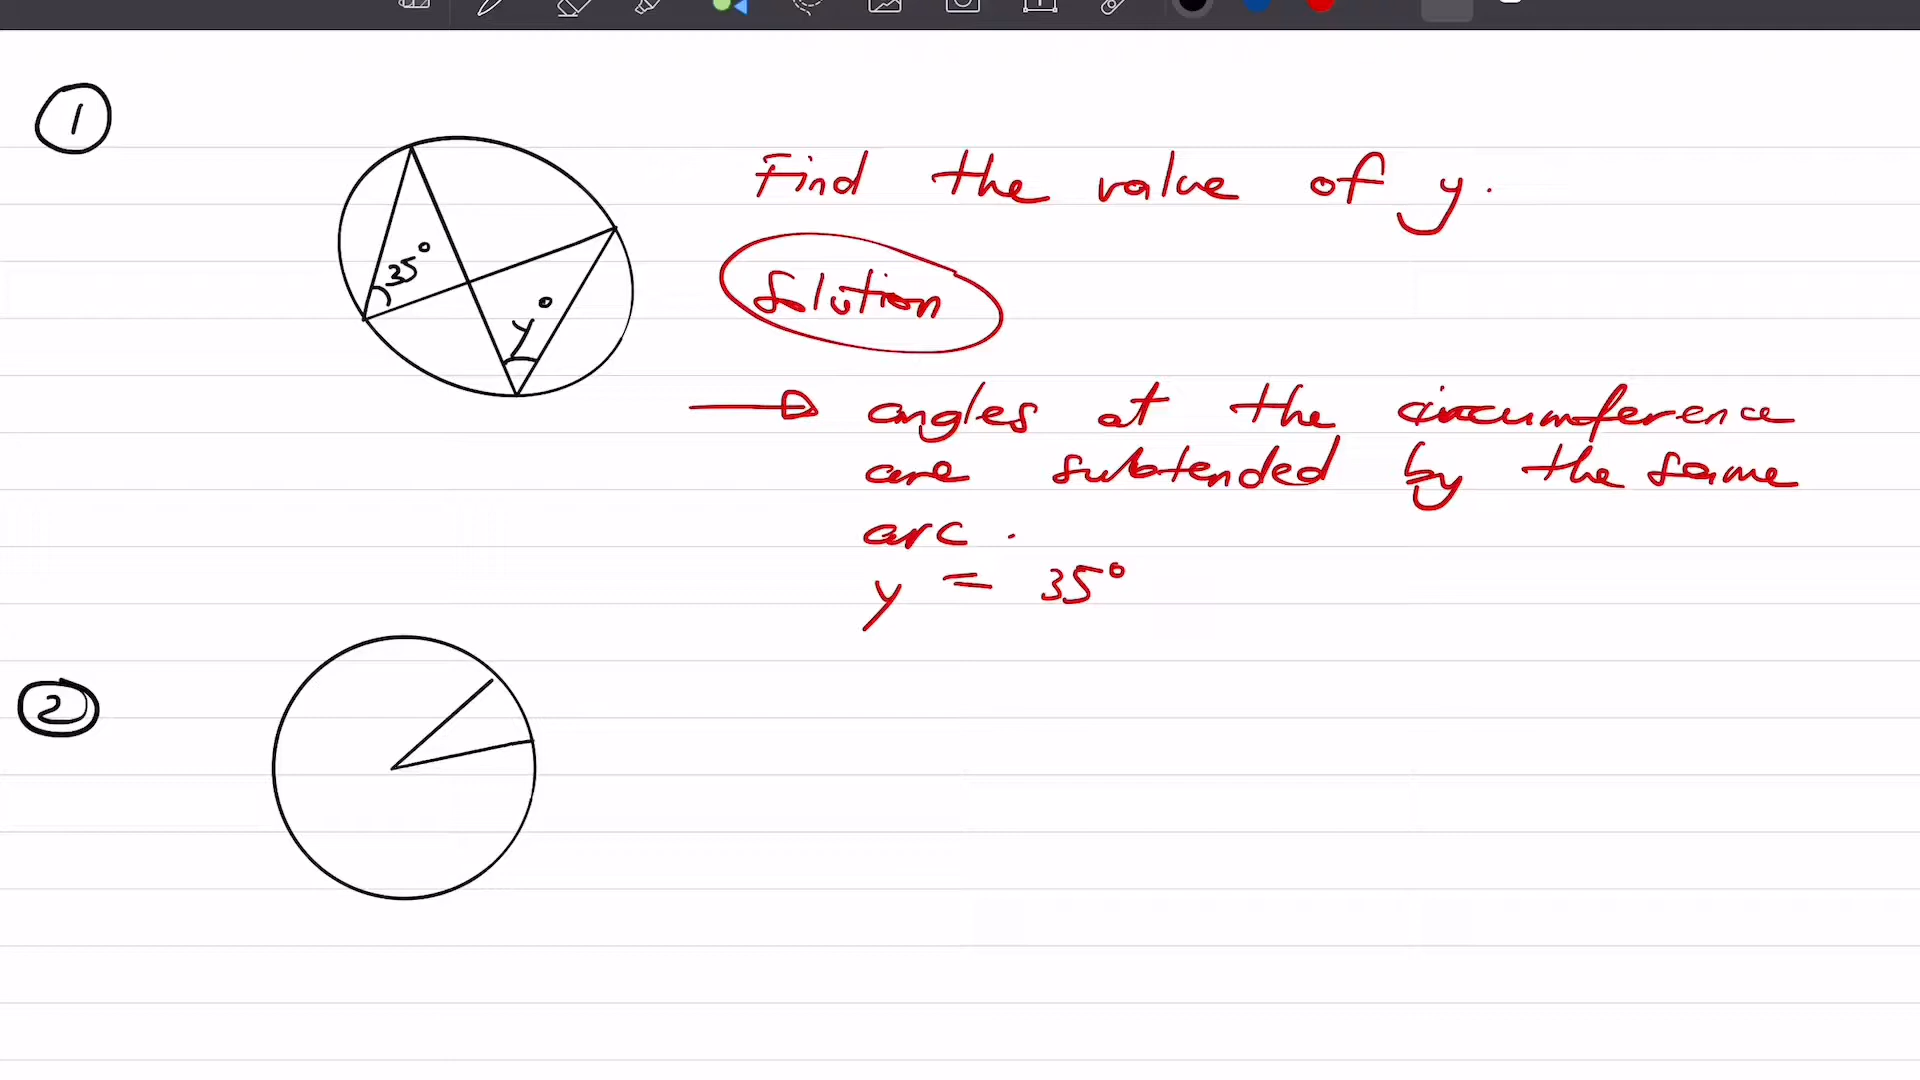 1
Find the value of y.
35°
y°
Solution
angles at the circumference
are subtended by the same
arc.
y = 35°
2